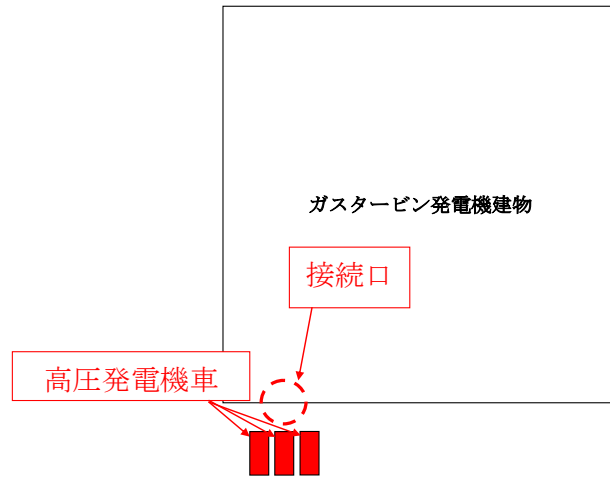 ガスタービン発電機建物
接続口
高圧発電機車